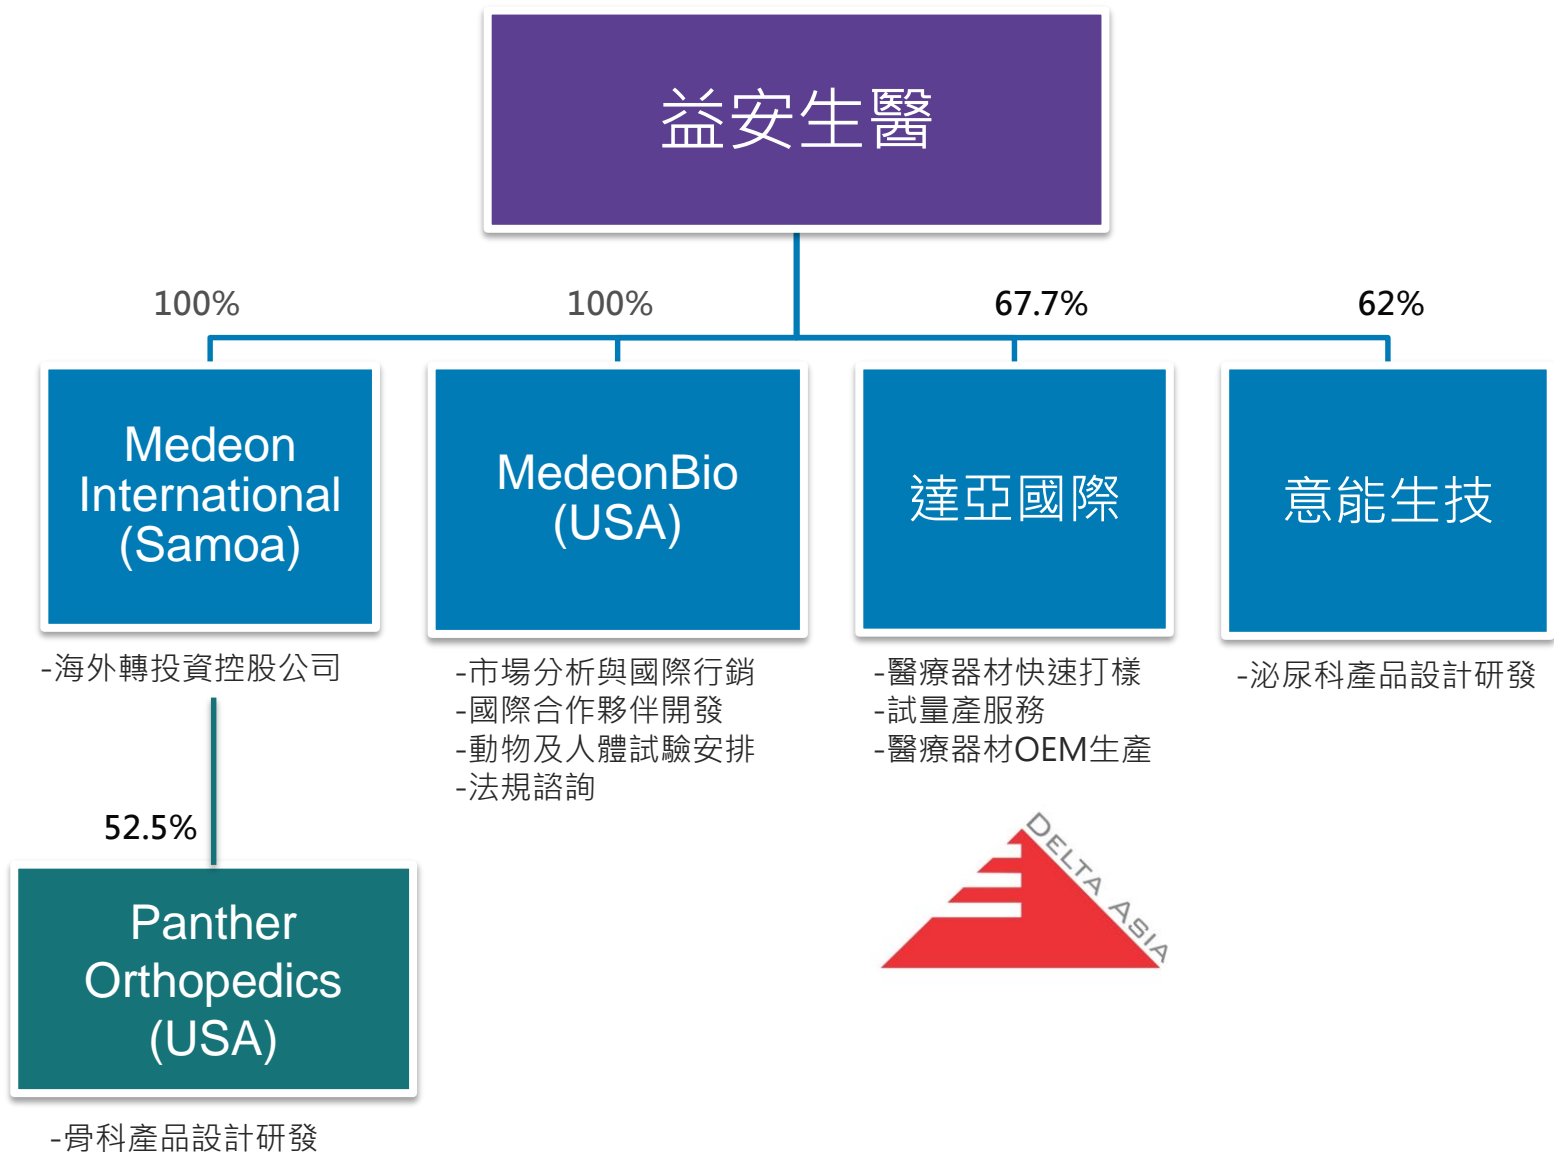 益安生醫
100%
100%
67.7%
62%
Medeon
International
(Samoa)
MedeonBio
(USA)
達亞國際
意能生技
-海外轉投資控股公司
-市場分析與國際行銷
-國際合作夥伴開發
-動物及人體試驗安排
-法規諮詢
-醫療器材快速打樣
-試量產服務
-醫療器材OEM生產
-泌尿科產品設計研發
DELTA ASIA
52.5%
Panther
Orthopedics
(USA)
-骨科產品設計研發